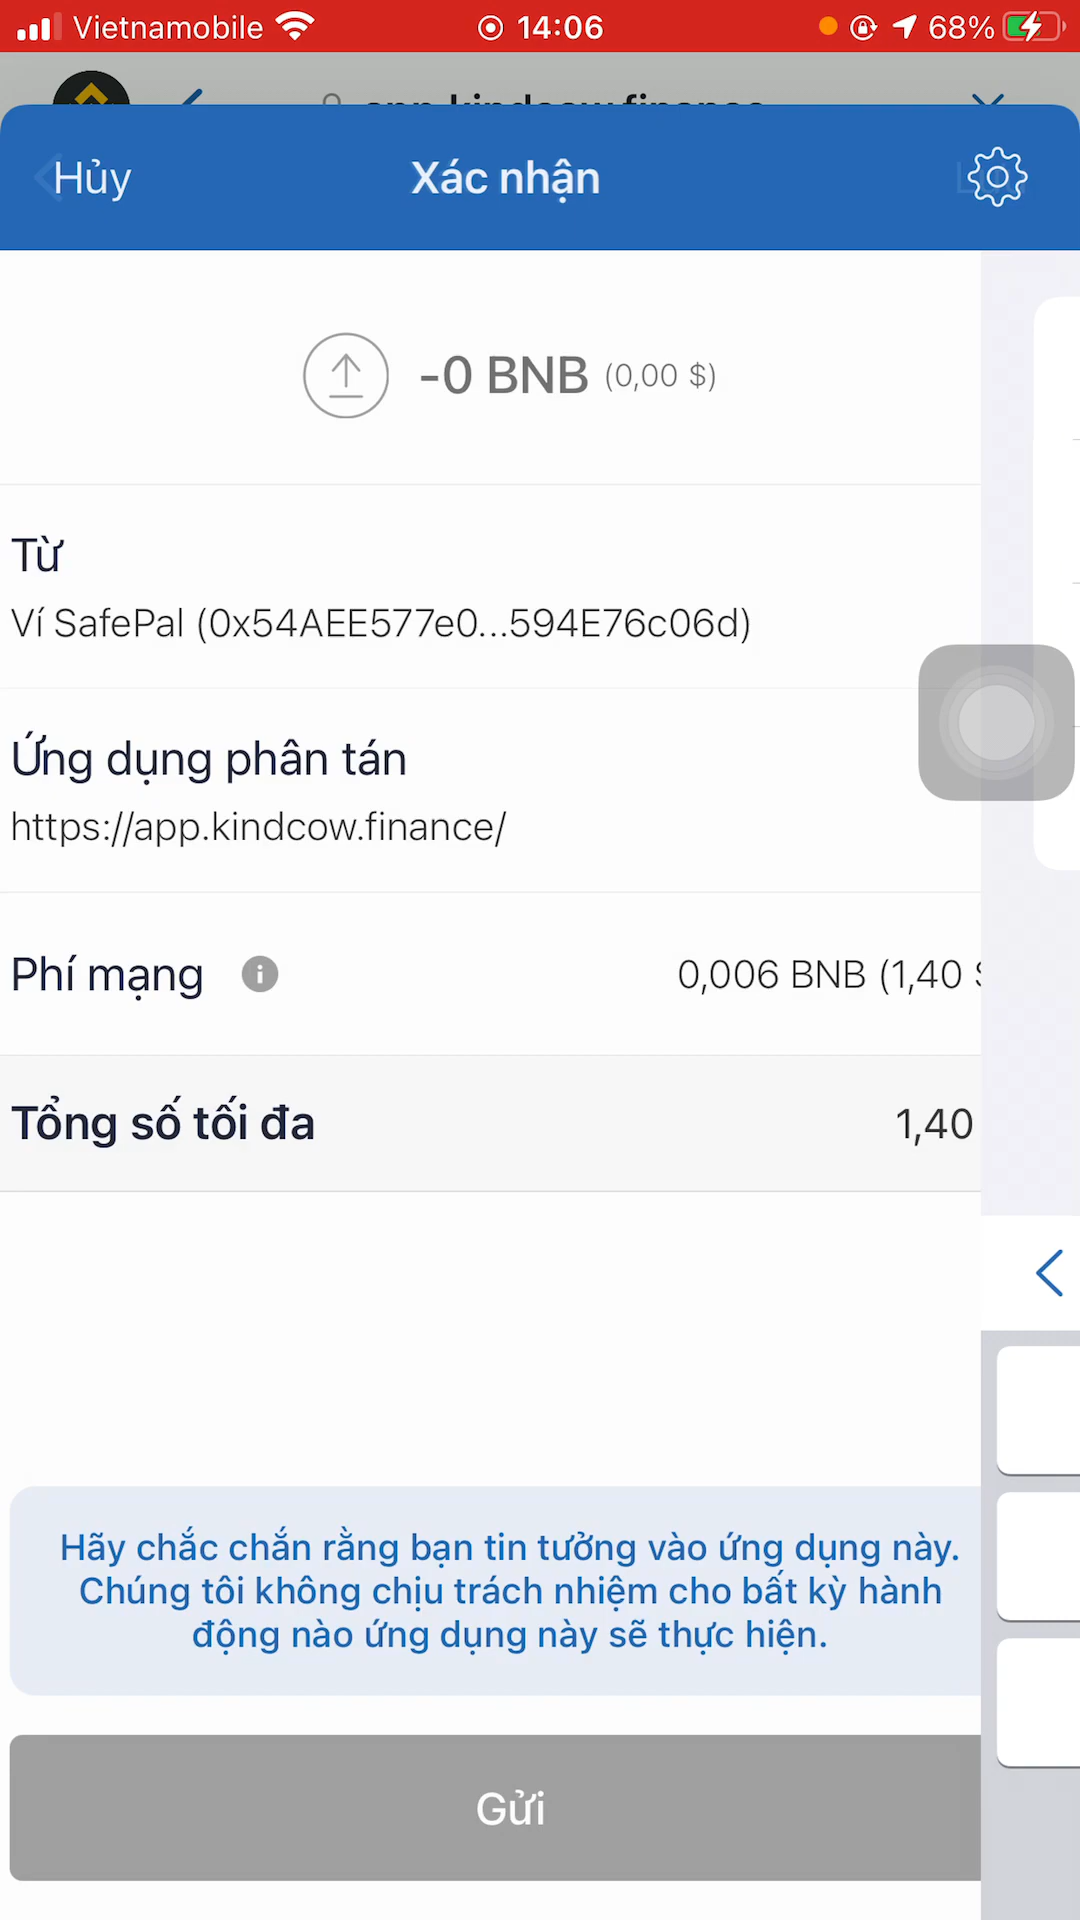 Vietnamobile 14:06 68%
app.kindcow.finance
Hủy Xác nhận
-0 BNB (0,00 $)
Từ
Ví SafePal (0x54AEE577e0...594E76c06d)
Ứng dụng phân tán
https://app.kindcow.finance/
Phí mạng 0,006 BNB (1,40
Tổng số tối đa 1,40
Hãy chắc chắn rằng bạn tin tưởng vào ứng dụng này.
Chúng tôi không chịu trách nhiệm cho bất kỳ hành
động nào ứng dụng này sẽ thực hiện.
Gửi